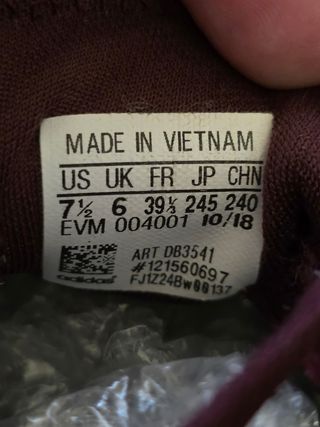 MADE IN VIETNAM
US UK FR JP CHN
7½ 6 39⅓ 245 240
EVM 004001 10/18
ART DB3541
#121560697
FJ1Z24BW00137
adidas